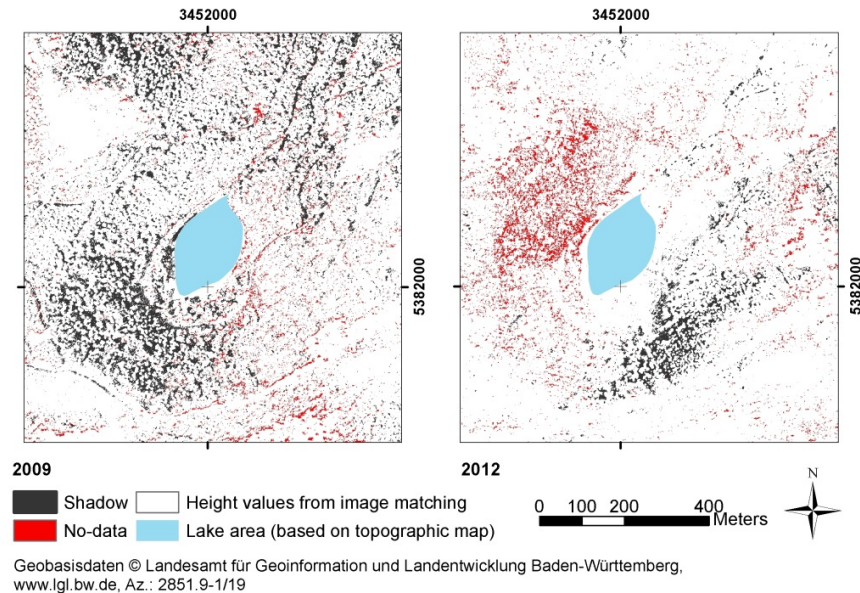 3452000
3452000
5382000
5382000
2009
2012
Shadow
Height values from image matching
No-data
Lake area (based on topographic map)
0 100 200 400
Meters
N
Geobasisdaten © Landesamt für Geoinformation und Landentwicklung Baden-Württemberg,
www.lgl.bw.de, Az.: 2851.9-1/19